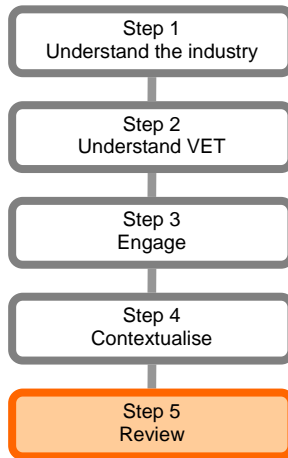 Step 1
Understand the industry
Step 2
Understand VET
Step 3
Engage
Step 4
Contextualise
Step 5
Review